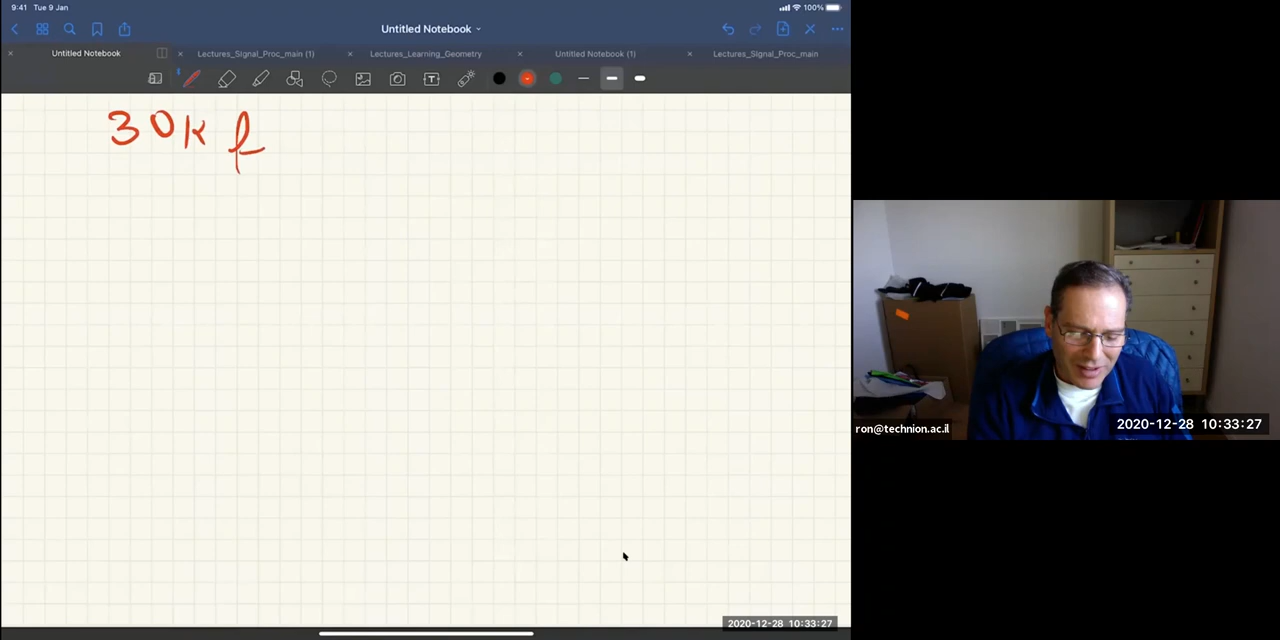 9:41 Tue 9 Jan
100%
Untitled Notebook
Untitled Notebook
Lectures_Signal_Proc_main (1)
Lectures_Learning_Geometry
Untitled Notebook (1)
Lectures_SIgnal_Proc_main
30k f
ron@technion.ac.il
2020-12-28 10:33:27
2020-12-28 10:33:27